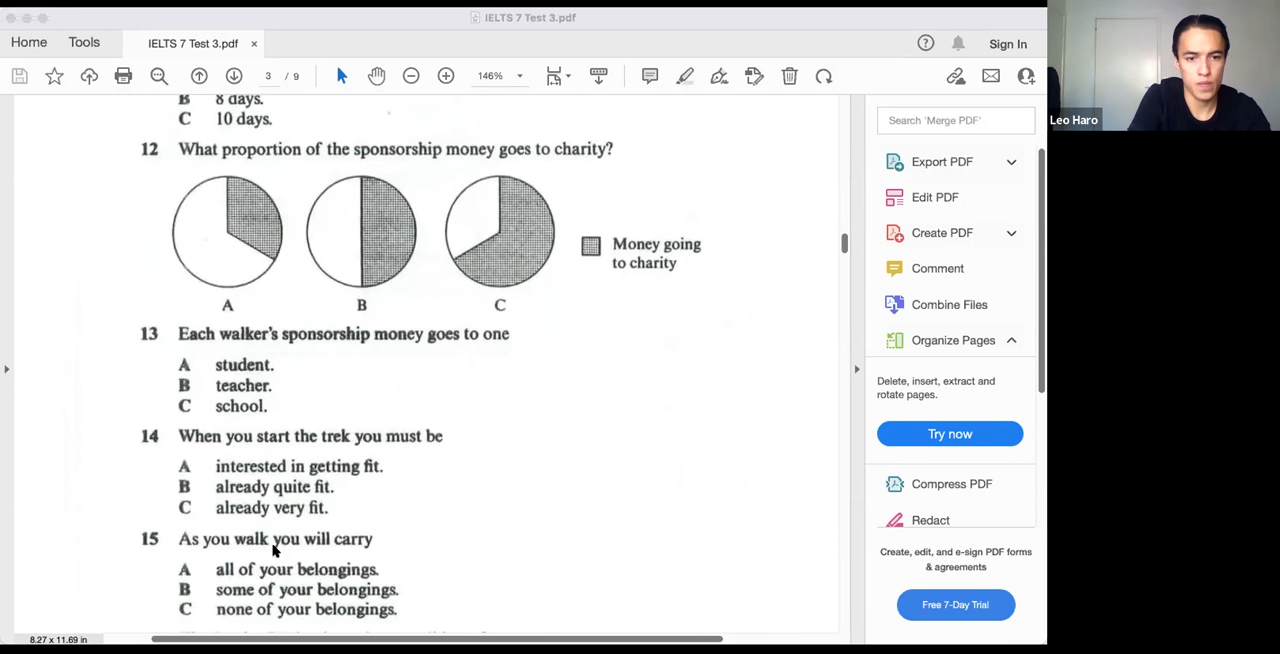 IELTS 7 Test 3.pdf
Home Tools IELTS 7 Test 3.pdf × Sign In
3 / 9 146%
B 8 days.
C 10 days.
12 What proportion of the sponsorship money goes to charity?
Money going
to charity
A B C
13 Each walker's sponsorship money goes to one
A student.
B teacher.
C school.
14 When you start the trek you must be
A interested in getting fit.
B already quite fit.
C already very fit.
15 As you walk you will carry
A all of your belongings.
B some of your belongings.
C none of your belongings.
8.27 x 11.69 in
Search 'Merge PDF'
Export PDF
Edit PDF
Create PDF
Comment
Combine Files
Organize Pages
Delete, insert, extract and
rotate pages.
Try now
Compress PDF
Redact
Create, edit, and e-sign PDF forms
& agreements
Free 7-Day Trial
Leo Haro